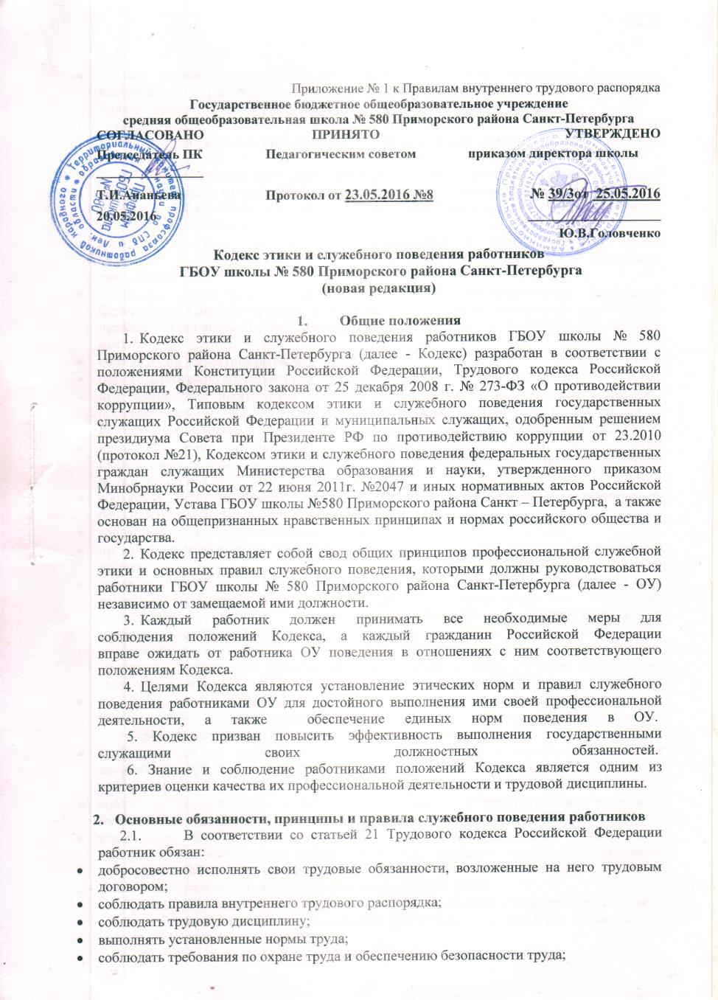 Приложение № 1 к Правилам внутреннего трудового распорядка
Государственное бюджетное общеобразовательное учреждение
средняя общеобразовательная школа № 580 Приморского района Санкт-Петербурга
СОГЛАСОВАНО ПРИНЯТО УТВЕРЖДЕНО
Председатель ПК Педагогическим советом приказом директора школы
Т.И.Ананьева Протокол от 23.05.2016 №8 № 39/3от 25.05.2016
20.05.2016
Ю.В.Головченко
Кодекс этики и служебного поведения работников
ГБОУ школы № 580 Приморского района Санкт-Петербурга
(новая редакция)
1. Общие положения
1. Кодекс этики и служебного поведения работников ГБОУ школы № 580
Приморского района Санкт-Петербурга (далее - Кодекс) разработан в соответствии с
положениями Конституции Российской Федерации, Трудового кодекса Российской
Федерации, Федерального закона от 25 декабря 2008 г. № 273-ФЗ «О противодействии
коррупции», Типовым кодексом этики и служебного поведения государственных
служащих Российской Федерации и муниципальных служащих, одобренным решением
президиума Совета при Президенте РФ по противодействию коррупции от 23.2010
(протокол №21), Кодексом этики и служебного поведения федеральных государственных
граждан служащих Министерства образования и науки, утвержденного приказом
Минобрнауки России от 22 июня 2011г. №2047 и иных нормативных актов Российской
Федерации, Устава ГБОУ школы №580 Приморского района Санкт – Петербурга, а также
основан на общепризнанных нравственных принципах и нормах российского общества и
государства.
2. Кодекс представляет собой свод общих принципов профессиональной служебной
этики и основных правил служебного поведения, которыми должны руководствоваться
работники ГБОУ школы № 580 Приморского района Санкт-Петербурга (далее - ОУ)
независимо от замещаемой ими должности.
3. Каждый работник должен принимать все необходимые меры для
соблюдения положений Кодекса, а каждый гражданин Российской Федерации
вправе ожидать от работника ОУ поведения в отношениях с ним соответствующего
положениям Кодекса.
4. Целями Кодекса являются установление этических норм и правил служебного
поведения работниками ОУ для достойного выполнения ими своей профессиональной
деятельности, а также обеспечение единых норм поведения в ОУ.
5. Кодекс призван повысить эффективность выполнения государственными
служащими своих должностных обязанностей.
6. Знание и соблюдение работниками положений Кодекса является одним из
критериев оценки качества их профессиональной деятельности и трудовой дисциплины.
2. Основные обязанности, принципы и правила служебного поведения работников
2.1. В соответствии со статьей 21 Трудового кодекса Российской Федерации
работник обязан:
• добросовестно исполнять свои трудовые обязанности, возложенные на него трудовым
договором;
• соблюдать правила внутреннего трудового распорядка;
• соблюдать трудовую дисциплину;
• выполнять установленные нормы труда;
• соблюдать требования по охране труда и обеспечению безопасности труда;